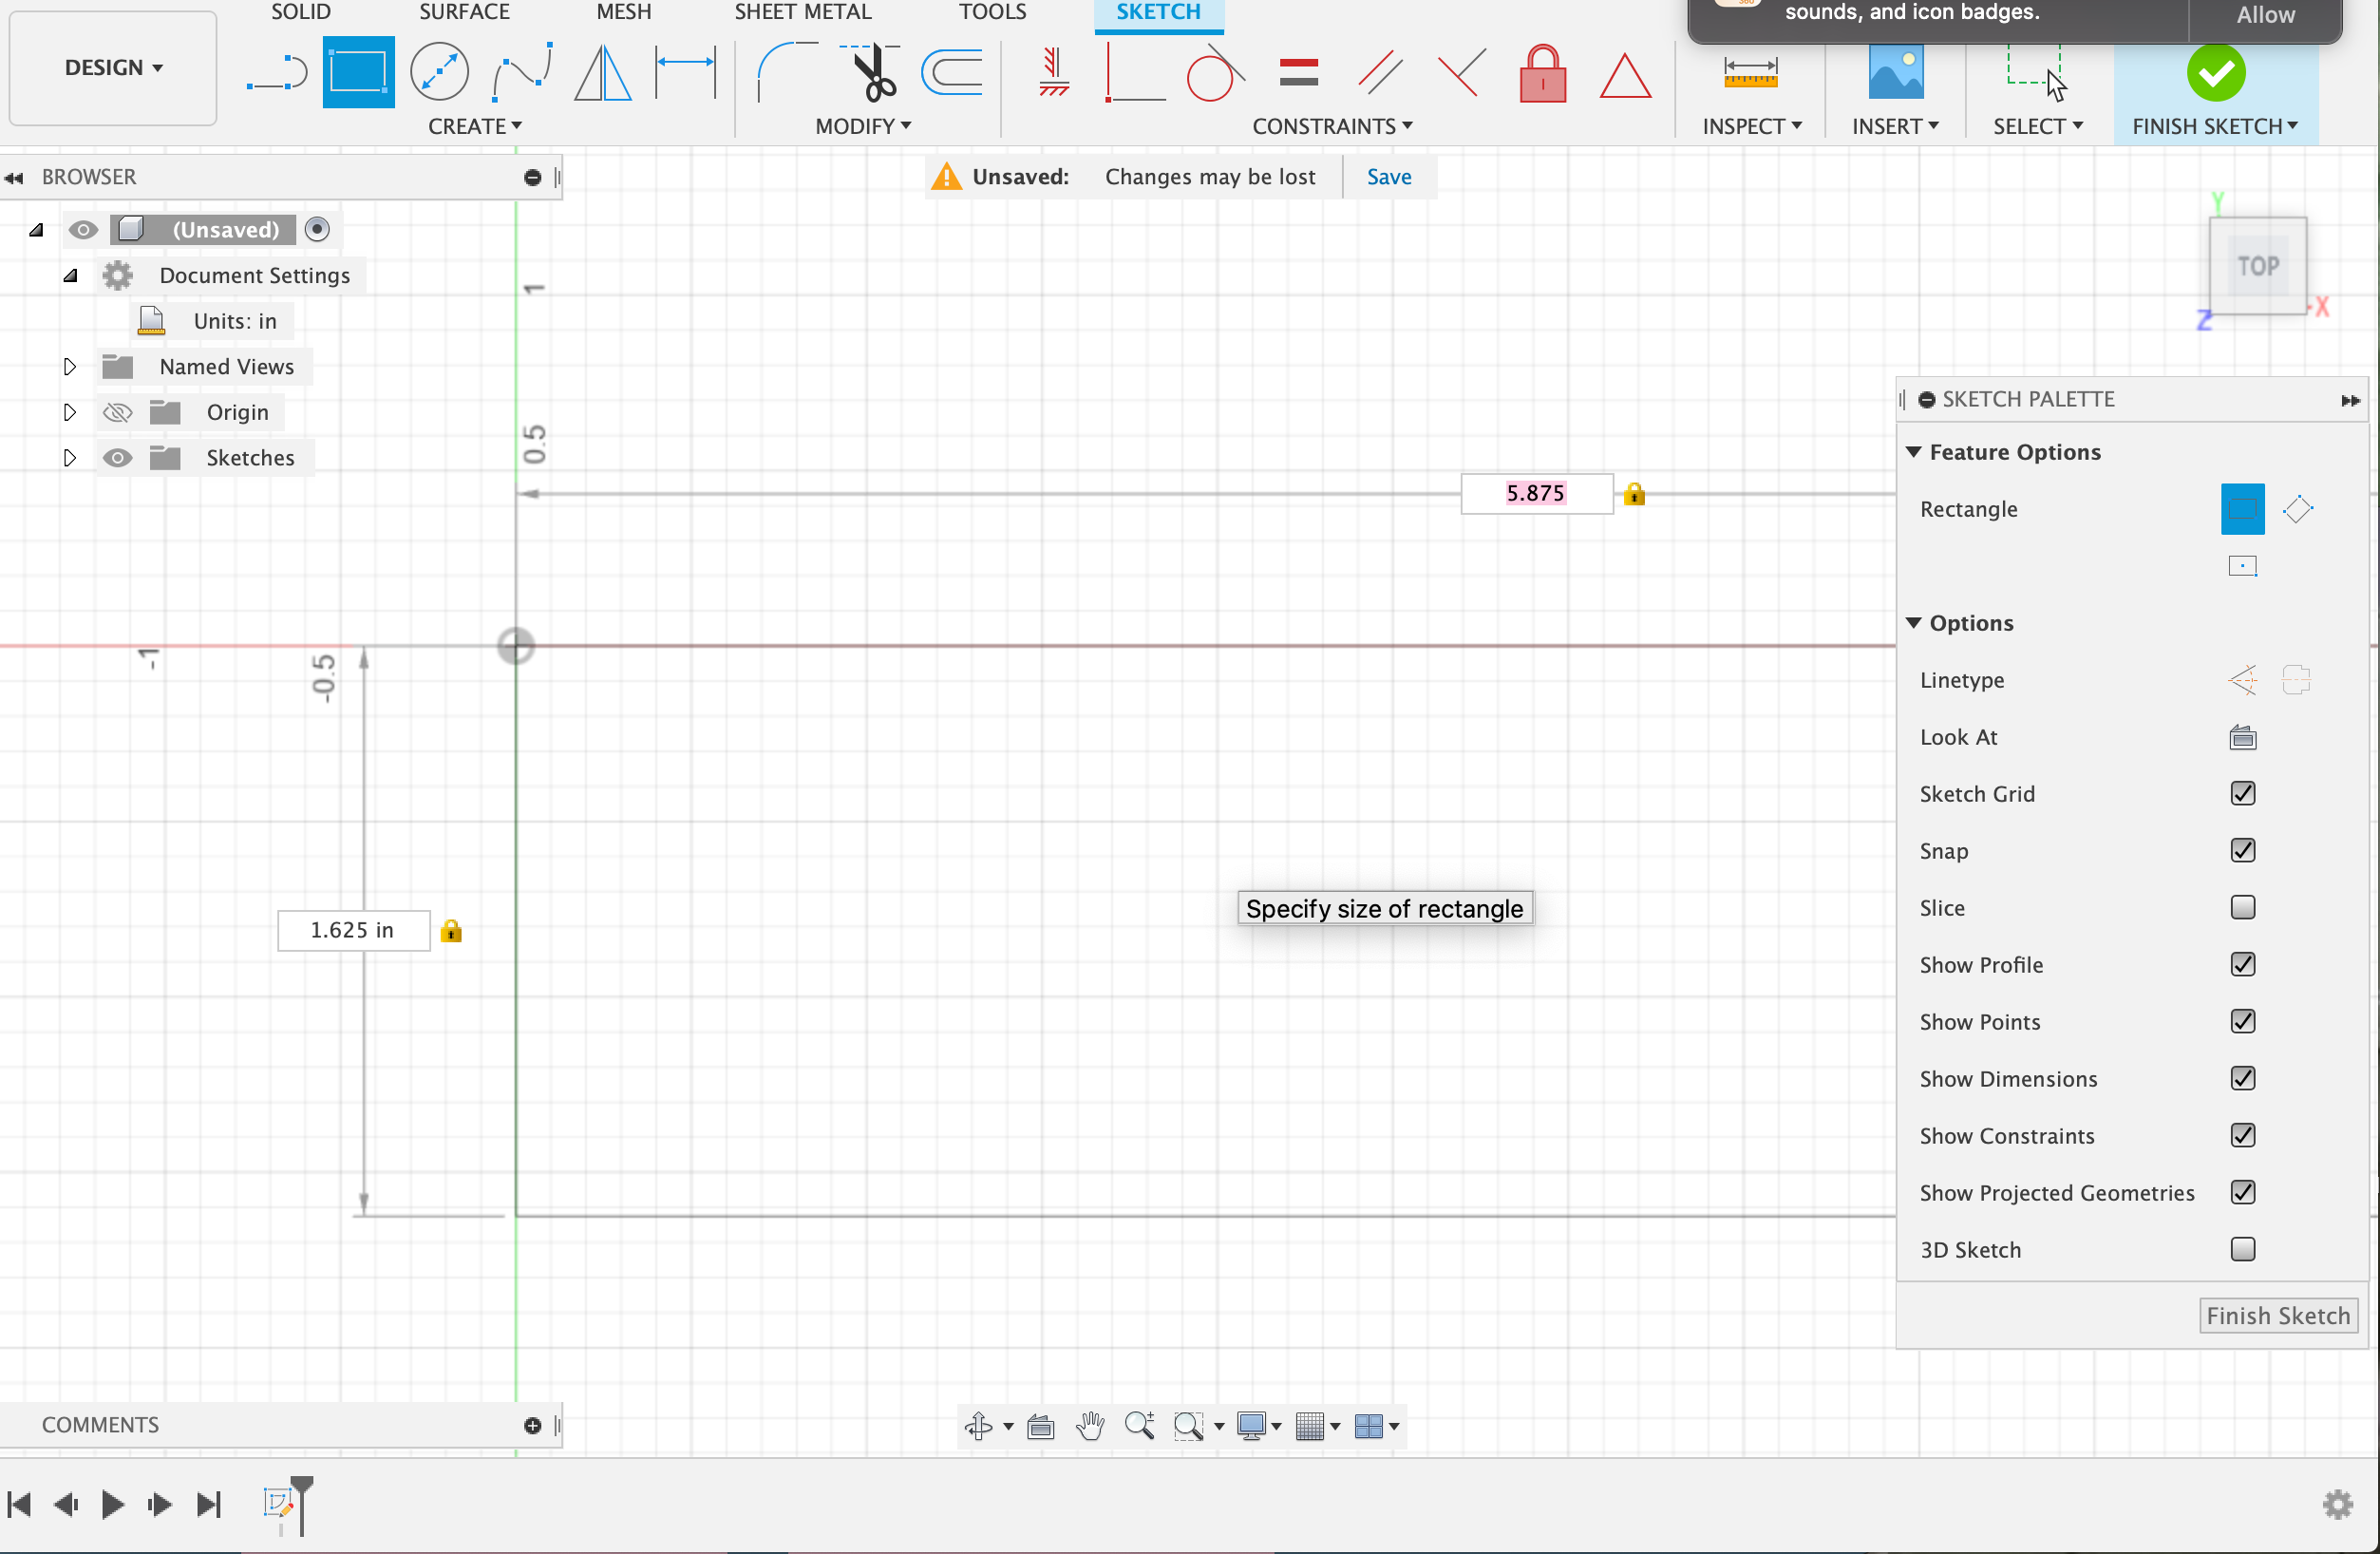 SOLID SURFACE MESH SHEET METAL TOOLS SKETCH
sounds, and icon badges.
Allow
DESIGN
CREATE MODIFY CONSTRAINTS INSPECT INSERT SELECT FINISH SKETCH
BROWSER
Unsaved: Changes may be lost Save
(Unsaved)
Document Settings
Units: in
Named Views
Origin
Sketches
1
0.5
-0.5
-1
5.875
1.625 in
Specify size of rectangle
Y
TOP
X
Z
SKETCH PALETTE
Feature Options
Rectangle
Options
Linetype
Look At
Sketch Grid
Snap
Slice
Show Profile
Show Points
Show Dimensions
Show Constraints
Show Projected Geometries
3D Sketch
Finish Sketch
COMMENTS